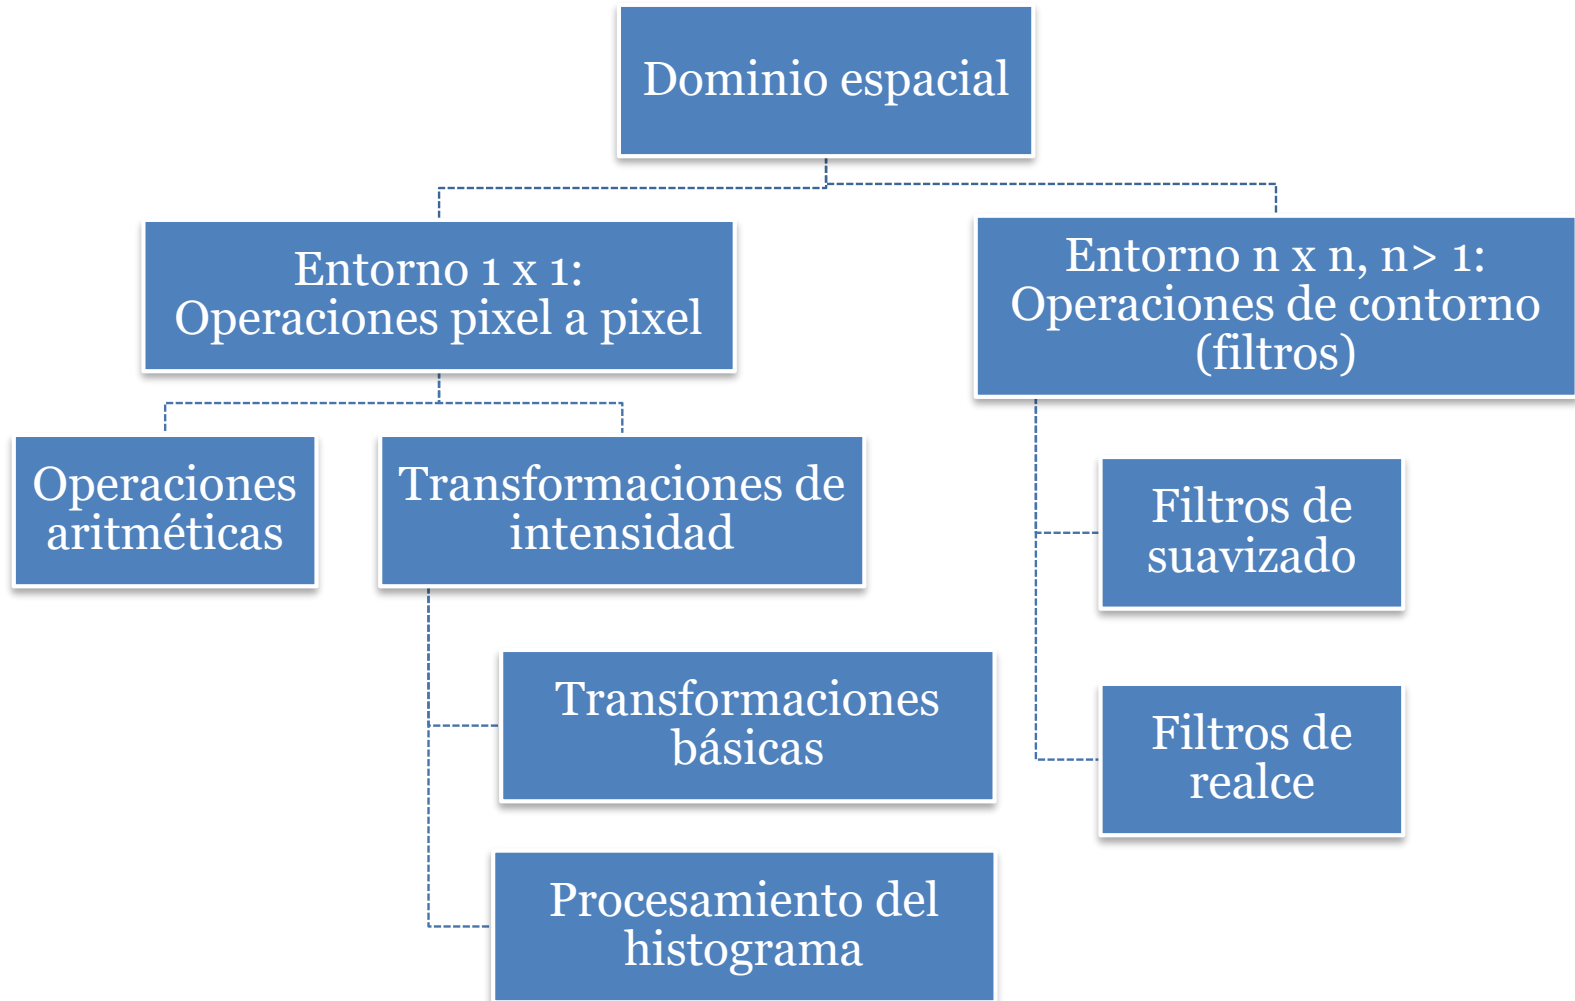 Dominio espacial
Entorno 1 x 1:
Operaciones pixel a pixel
Entorno n x n, n> 1:
Operaciones de contorno
(filtros)
Operaciones
aritméticas
Transformaciones de
intensidad
Filtros de
suavizado
Transformaciones
básicas
Filtros de
realce
Procesamiento del
histograma